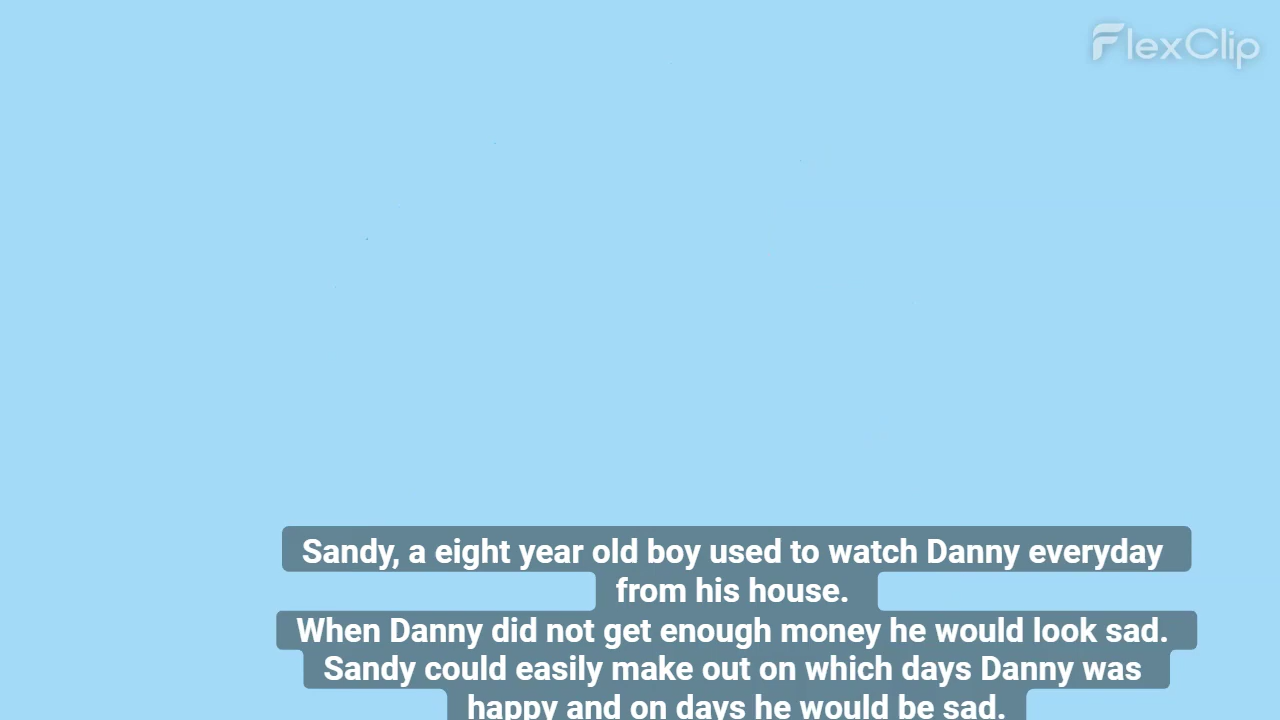 FlexClip
Sandy, a eight year old boy used to watch Danny everyday
from his house.
When Danny did not get enough money he would look sad.
Sandy could easily make out on which days Danny was
happy and on days he would be sad.